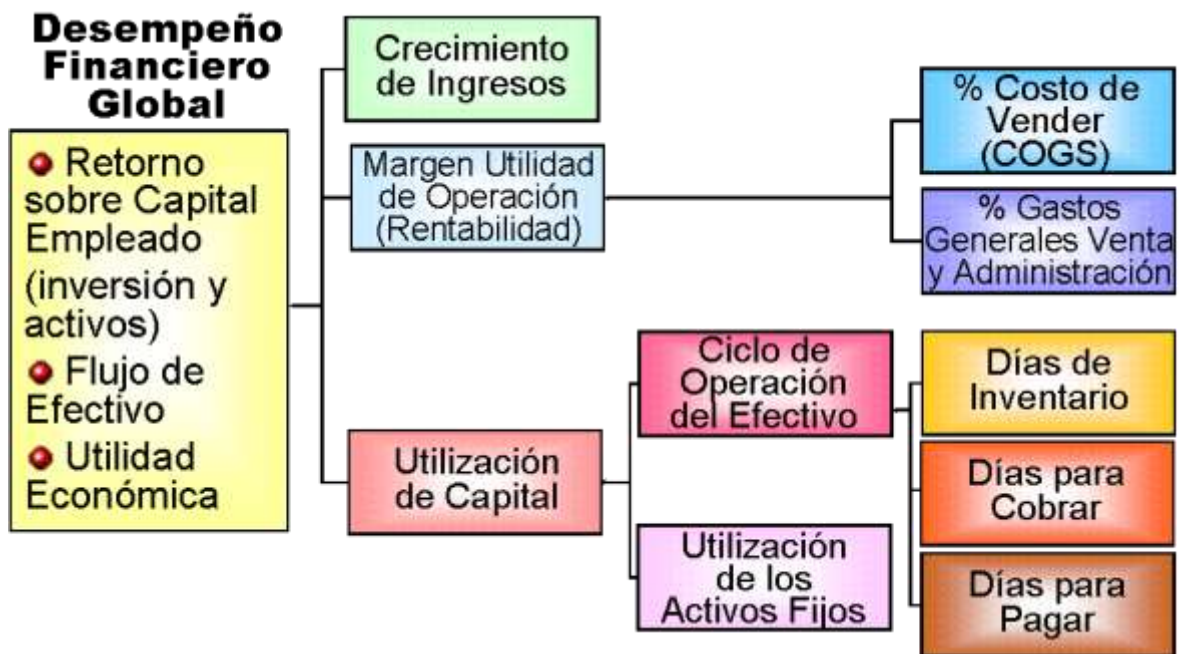 Desempeño
Financiero
Global
Retorno
sobre Capital
Empleado
(inversión y
activos)
Flujo de
Efectivo
Utilidad
Económica
Crecimiento
de Ingresos
Margen Utilidad
de Operación
(Rentabilidad)
% Costo de
Vender
(COGS)
% Gastos
Generales Venta
y Administración
Utilización
de Capital
Ciclo de
Operación
del Efectivo
Utilización
de los
Activos Fijos
Días de
Inventario
Días para
Cobrar
Días para
Pagar